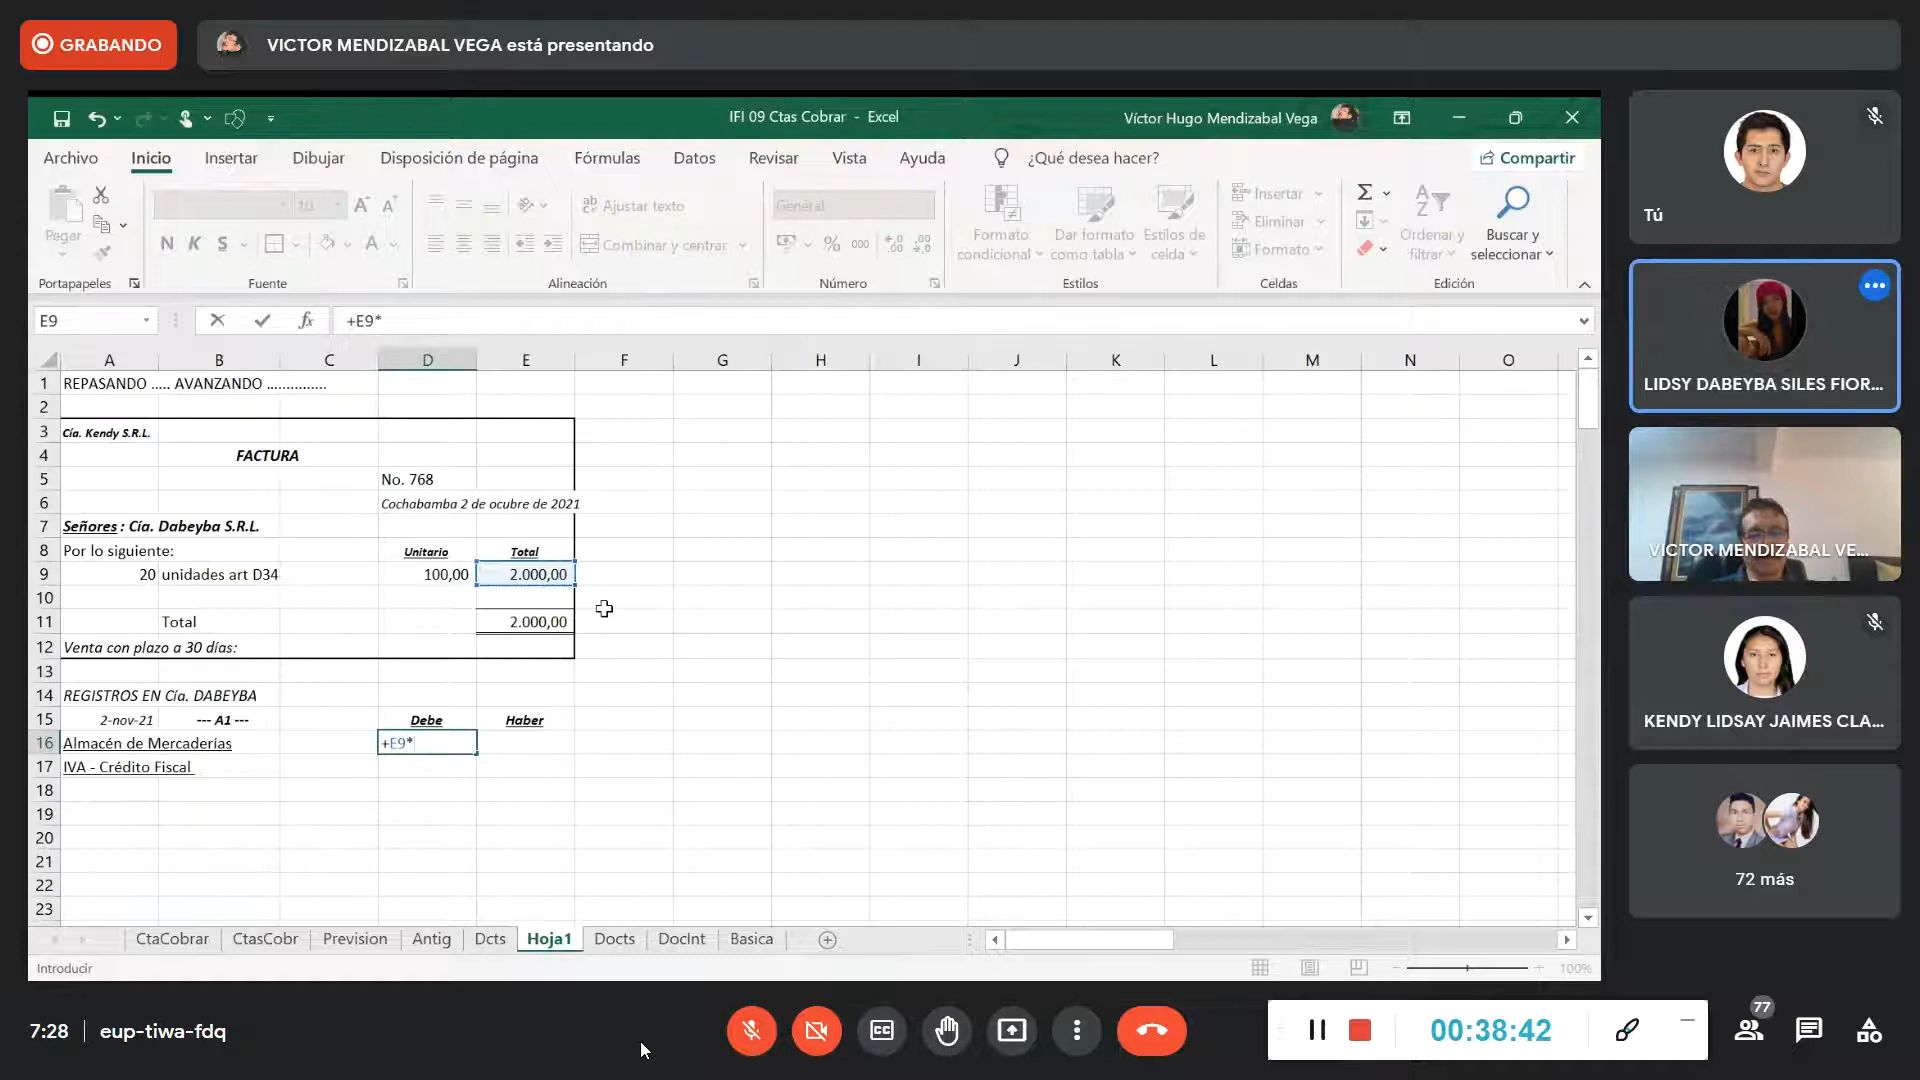 GRABANDO
VICTOR MENDIZABAL VEGA está presentando
IFI 09 Ctas Cobrar - Excel
Víctor Hugo Mendizabal Vega
Archivo Inicio Insertar Dibujar Disposición de página Fórmulas Datos Revisar Vista Ayuda ¿Qué desea hacer? Compartir
Pegar
10
N K S
Ajustar texto
Combinar y centrar
General
% 000
Formato condicional
Dar formato como tabla
Estilos de celda
Insertar
Eliminar
Formato
Ordenar y filtrar
Buscar y seleccionar
Portapapeles Fuente Alineación Número Estilos Celdas Edición
E9 fx +E9*
A B C D E F G H I J K L M N O
1 REPASANDO ..... AVANZANDO ...............
2
3 Cía. Kendy S.R.L.
4 FACTURA
5 No. 768
6 Cochabamba 2 de ocubre de 2021
7 Señores : Cía. Dabeyba S.R.L.
8 Por lo siguiente: Unitario Total
9 20 unidades art D34 100,00 2.000,00
10
11 Total 2.000,00
12 Venta con plazo a 30 días:
13
14 REGISTROS EN Cía. DABEYBA
15 2-nov-21 --- A1 --- Debe Haber
16 Almacén de Mercaderías +E9*
17 IVA - Crédito Fiscal
18
19
20
21
22
23
CtaCobrar CtasCobr Prevision Antig Dcts Hoja1 Docts DocInt Basica
Introducir
100%
Tú
LIDSY DABEYBA SILES FIOR...
VICTOR MENDIZABAL VE...
KENDY LIDSAY JAIMES CLA...
72 más
7:28 eup-tiwa-fdq
00:38:42
77